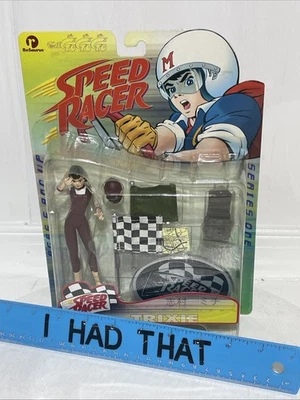 R
ReSaurus
SPEED
RACER
M
SERIES ONE
SPEED
RACER
TRIXIE
I HAD THAT